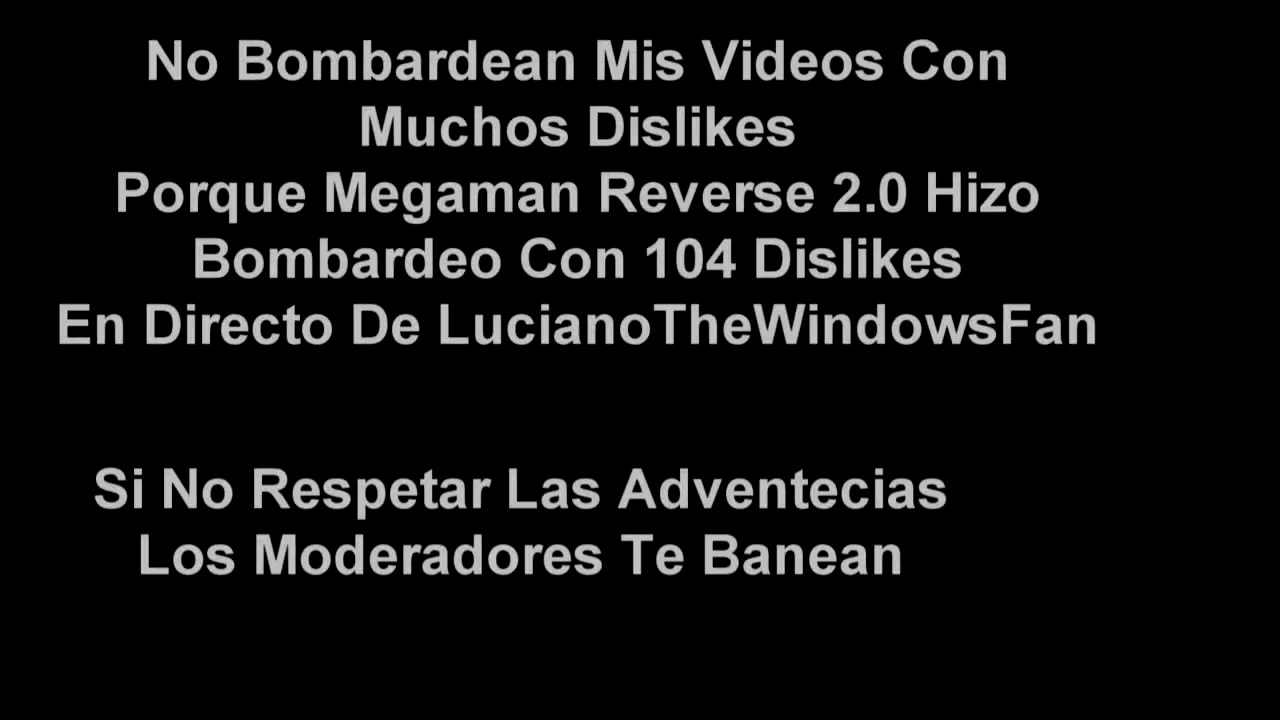 No Bombardean Mis Videos Con
Muchos Dislikes
Porque Megaman Reverse 2.0 Hizo
Bombardeo Con 104 Dislikes
En Directo De LucianoTheWindowsFan
Si No Respetar Las Adventecias
Los Moderadores Te Banean